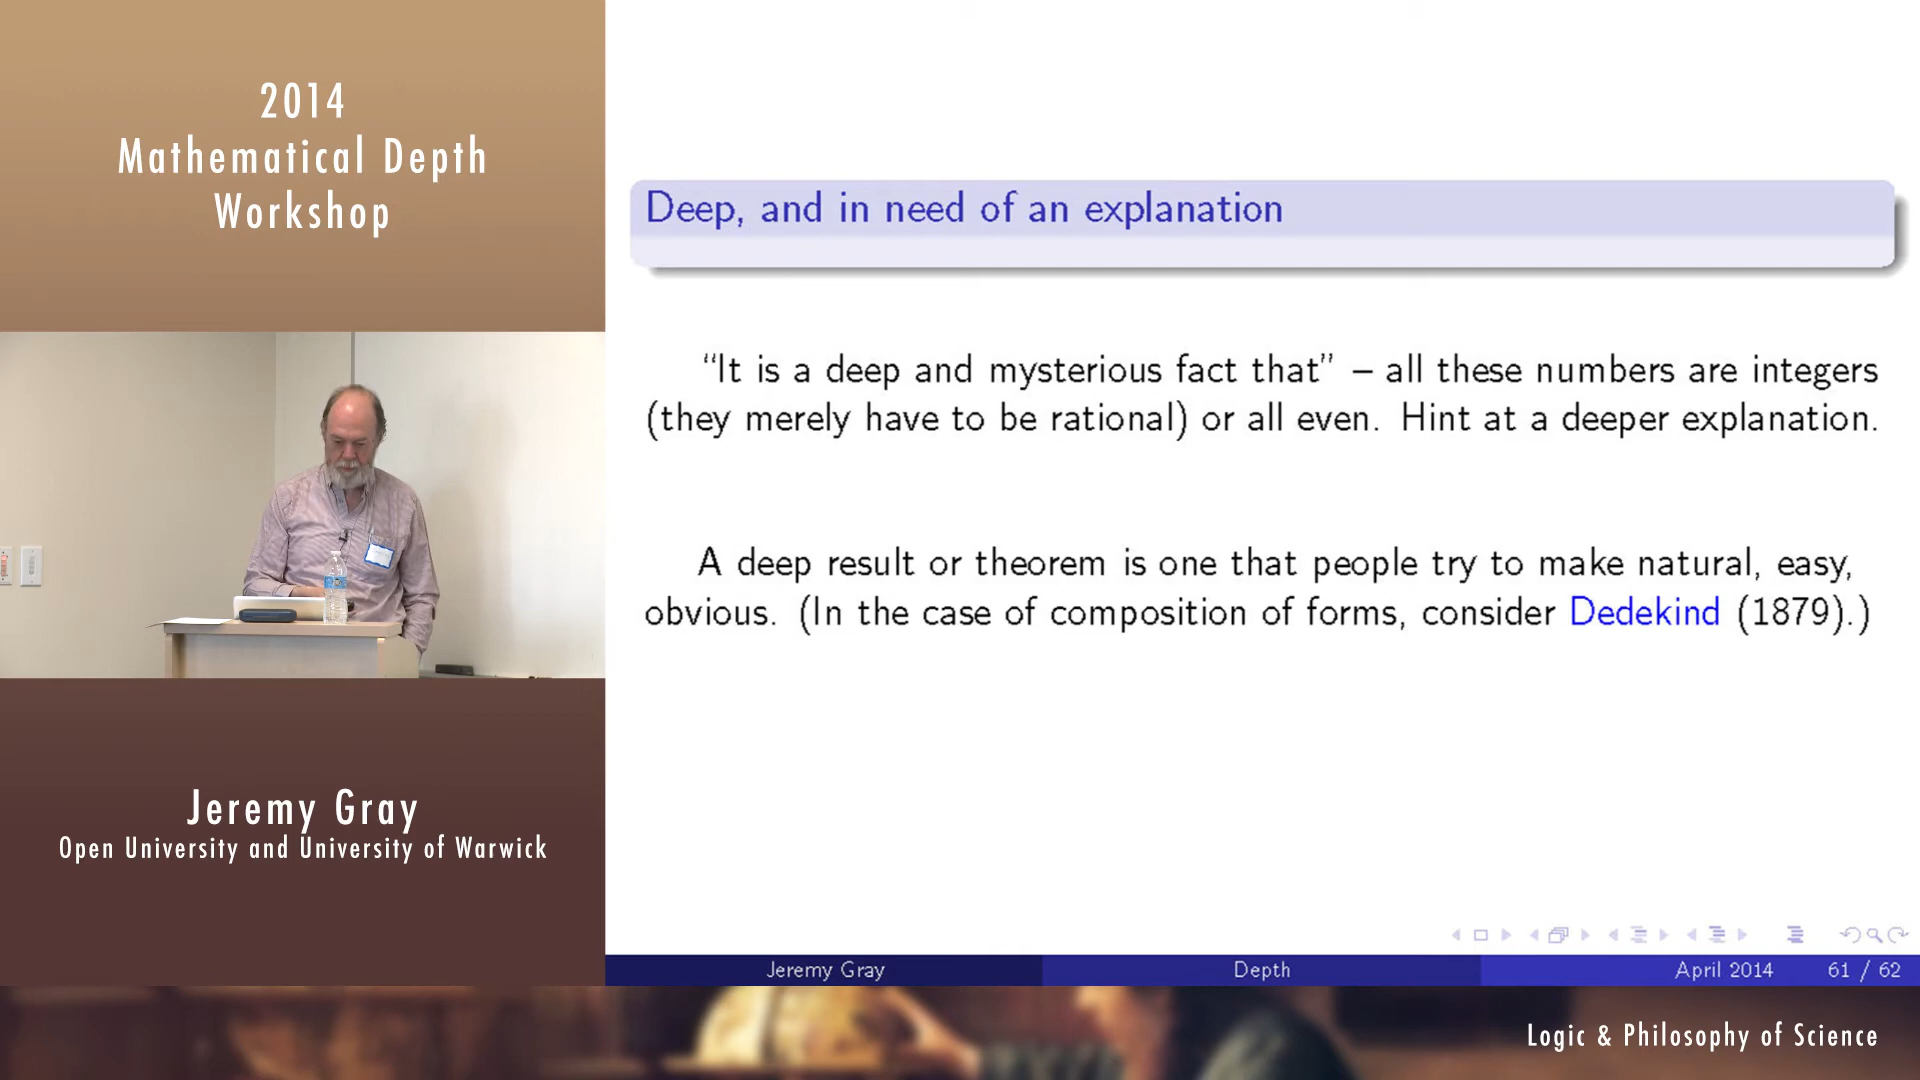 2014
Mathematical Depth
Workshop
Jeremy Gray
Open University and University of Warwick
Deep, and in need of an explanation
“It is a deep and mysterious fact that” – all these numbers are integers
(they merely have to be rational) or all even. Hint at a deeper explanation.
A deep result or theorem is one that people try to make natural, easy,
obvious. (In the case of composition of forms, consider Dedekind (1879).)
Jeremy Gray
Depth
April 2014
61 / 62
Logic & Philosophy of Science